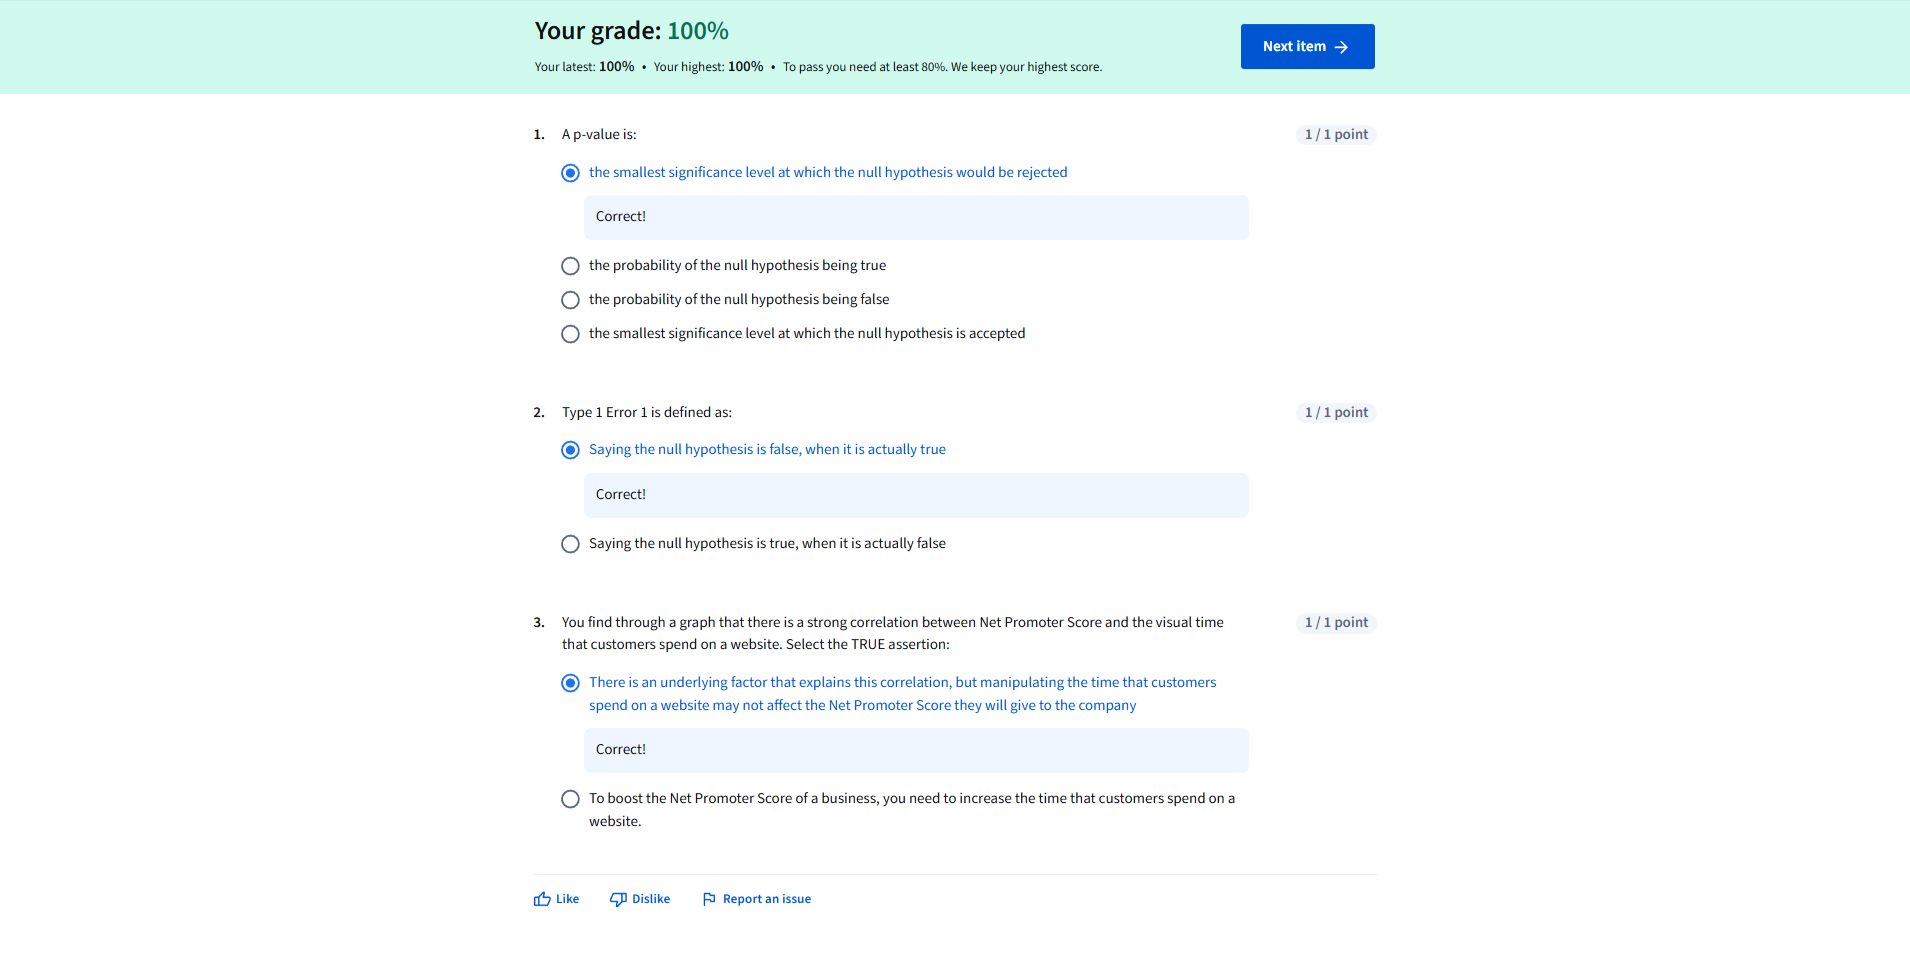 Your grade: 100%
Next item →
Your latest: 100% • Your highest: 100% • To pass you need at least 80%. We keep your highest score.
1. A p-value is:
1 / 1 point
the smallest significance level at which the null hypothesis would be rejected
Correct!
the probability of the null hypothesis being true
the probability of the null hypothesis being false
the smallest significance level at which the null hypothesis is accepted
2. Type 1 Error 1 is defined as:
1 / 1 point
Saying the null hypothesis is false, when it is actually true
Correct!
Saying the null hypothesis is true, when it is actually false
3. You find through a graph that there is a strong correlation between Net Promoter Score and the visual time
1 / 1 point
that customers spend on a website. Select the TRUE assertion:
There is an underlying factor that explains this correlation, but manipulating the time that customers
spend on a website may not affect the Net Promoter Score they will give to the company
Correct!
To boost the Net Promoter Score of a business, you need to increase the time that customers spend on a
website.
Like
Dislike
Report an issue